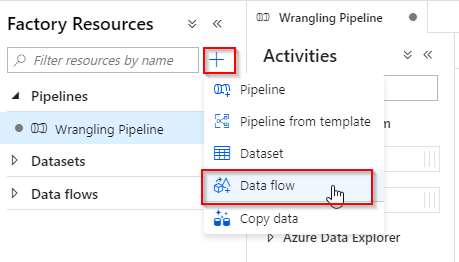 Factory Resources
Filter resources by name
Pipelines
Wrangling Pipeline
Datasets
Data flows
Pipeline
Pipeline from template
Dataset
Data flow
Copy data
Wrangling Pipeline
Activities
m
Azure Data Explorer